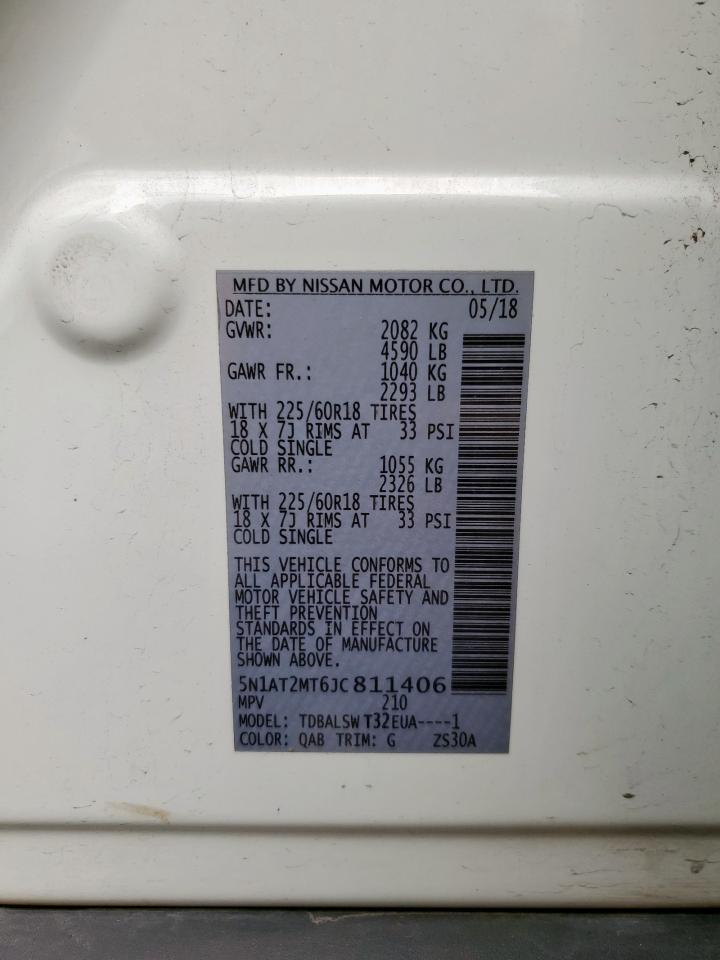 MFD BY NISSAN MOTOR CO., LTD.
DATE: 05/18
GVWR: 2082 KG
4590 LB
GAWR FR.: 1040 KG
2293 LB
WITH 225/60R18 TIRES
18 X 7J RIMS AT 33 PSI
COLD SINGLE
GAWR RR.: 1055 KG
2326 LB
WITH 225/60R18 TIRES
18 X 7J RIMS AT 33 PSI
COLD SINGLE
THIS VEHICLE CONFORMS TO
ALL APPLICABLE FEDERAL
MOTOR VEHICLE SAFETY AND
THEFT PREVENTION
STANDARDS IN EFFECT ON
THE DATE OF MANUFACTURE
SHOWN ABOVE.
5N1AT2MT6JC811406
MPV 210
MODEL: TDBALSW T32EUA----1
COLOR: QAB TRIM: G ZS30A